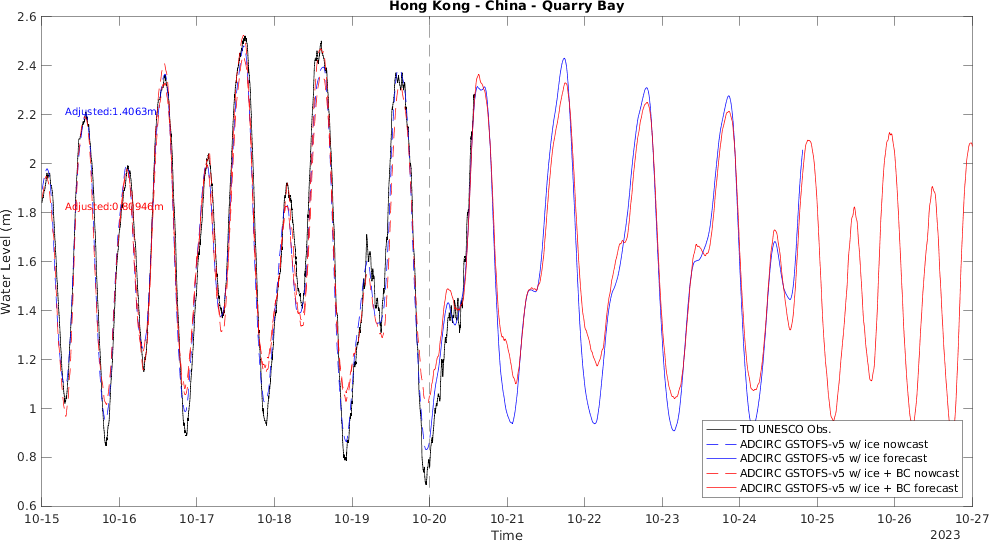 Hong Kong - China - Quarry Bay
2.6
2.4
2.2
2
1.8
1.6
1.4
1.2
1
0.8
0.6
Water Level (m)
Adjusted:1.4063m
Adjusted:0.80946m
TD UNESCO Obs.
ADCIRC GSTOFS-v5 w/ ice nowcast
ADCIRC GSTOFS-v5 w/ ice forecast
ADCIRC GSTOFS-v5 w/ ice + BC nowcast
ADCIRC GSTOFS-v5 w/ ice + BC forecast
10-15 10-16 10-17 10-18 10-19 10-20 10-21 10-22 10-23 10-24 10-25 10-26 10-27
Time
2023